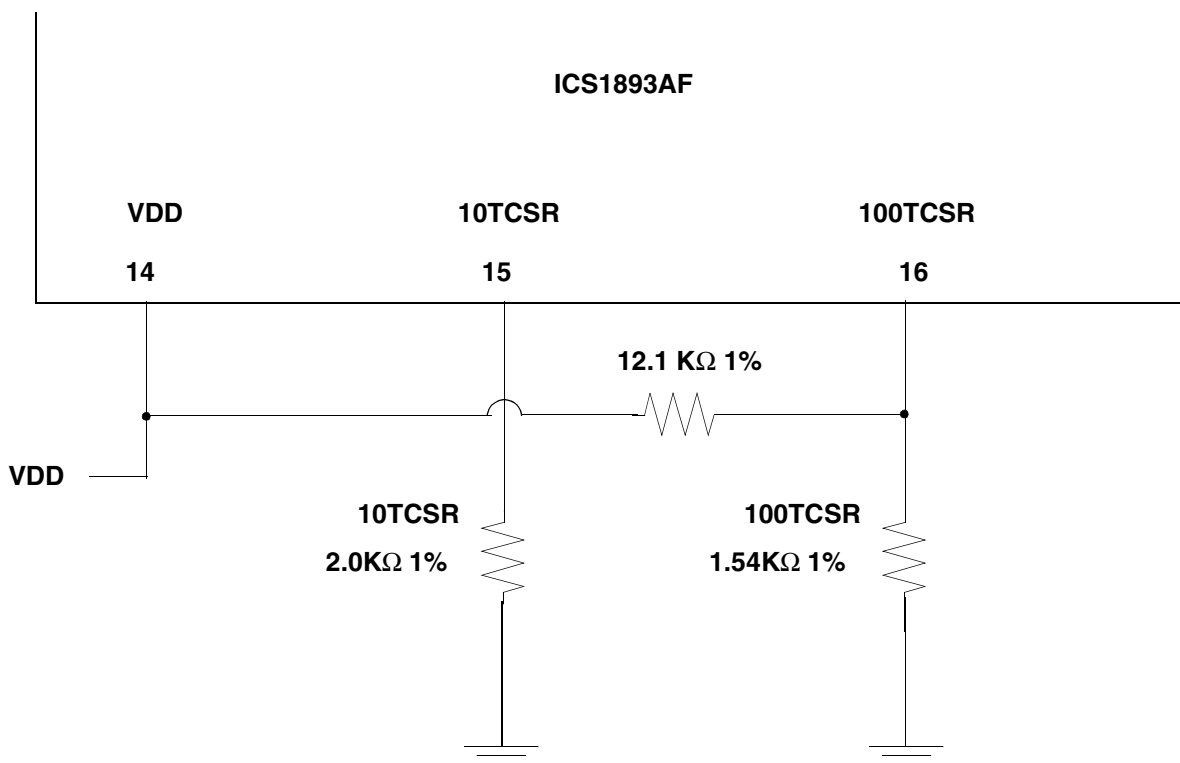 ICS1893AF
VDD 10TCSR 100TCSR
14 15 16
12.1 KΩ 1%
VDD
10TCSR 100TCSR
2.0KΩ 1% 1.54KΩ 1%